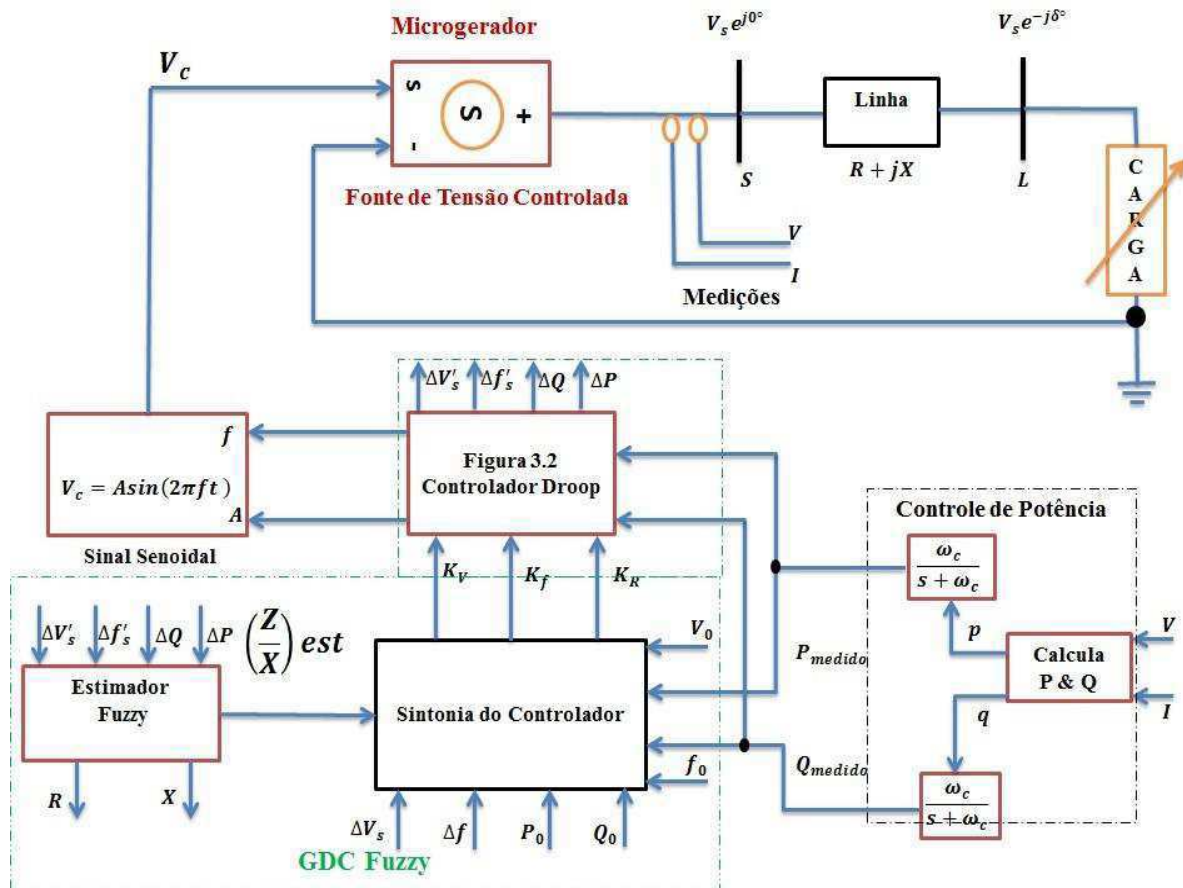 Microgerador
V_s e^{j0°}
V_s e^{-jδ°}
V_c
s
S
+
-
Linha
Fonte de Tensão Controlada
S
R + jX
L
C
A
R
G
A
V
I
Medições
ΔV'_s
Δf'_s
ΔQ
ΔP
f
V_c = Asin(2πft)
A
Figura 3.2
Controlador Droop
Sinal Senoidal
Controle de Potência
ω_c
s + ω_c
K_V
K_f
K_R
ΔV'_s
Δf'_s
ΔQ
ΔP
(Z/X) est
V_0
P_medido
p
V
Calcula
P & Q
Estimador
Fuzzy
Sintonia do Controlador
q
I
f_0
Q_medido
R
X
ω_c
s + ω_c
ΔV_s
Δf
P_0
Q_0
GDC Fuzzy